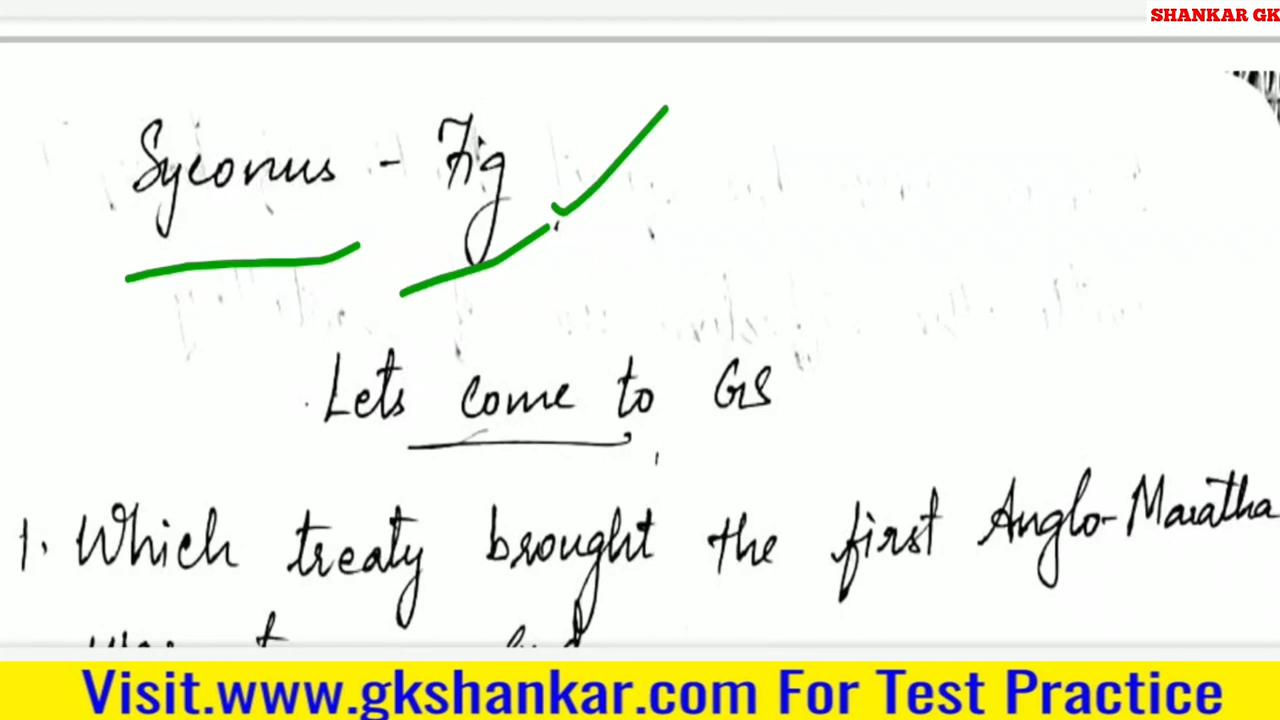 SHANKAR GK
Syconus - Fig
Lets come to GS
1. Which treaty brought the first Anglo-Maratha
Visit.www.gkshankar.com For Test Practice